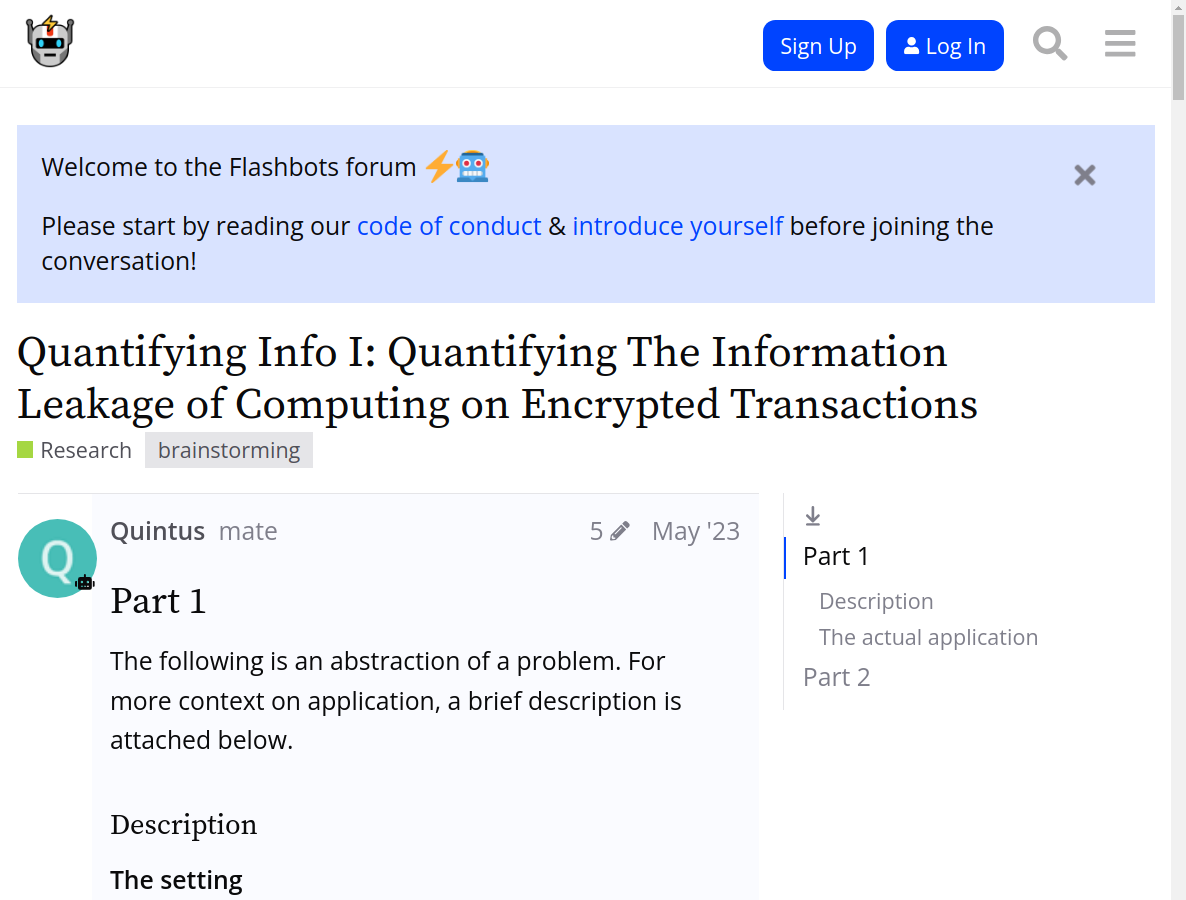 Sign Up
Log In
Welcome to the Flashbots forum
Please start by reading our code of conduct & introduce yourself before joining the
conversation!
Quantifying Info I: Quantifying The Information
Leakage of Computing on Encrypted Transactions
Research brainstorming
Q
Quintus mate 5 May '23
Part 1
The following is an abstraction of a problem. For
more context on application, a brief description is
attached below.
Description
The setting
Part 1
Description
The actual application
Part 2